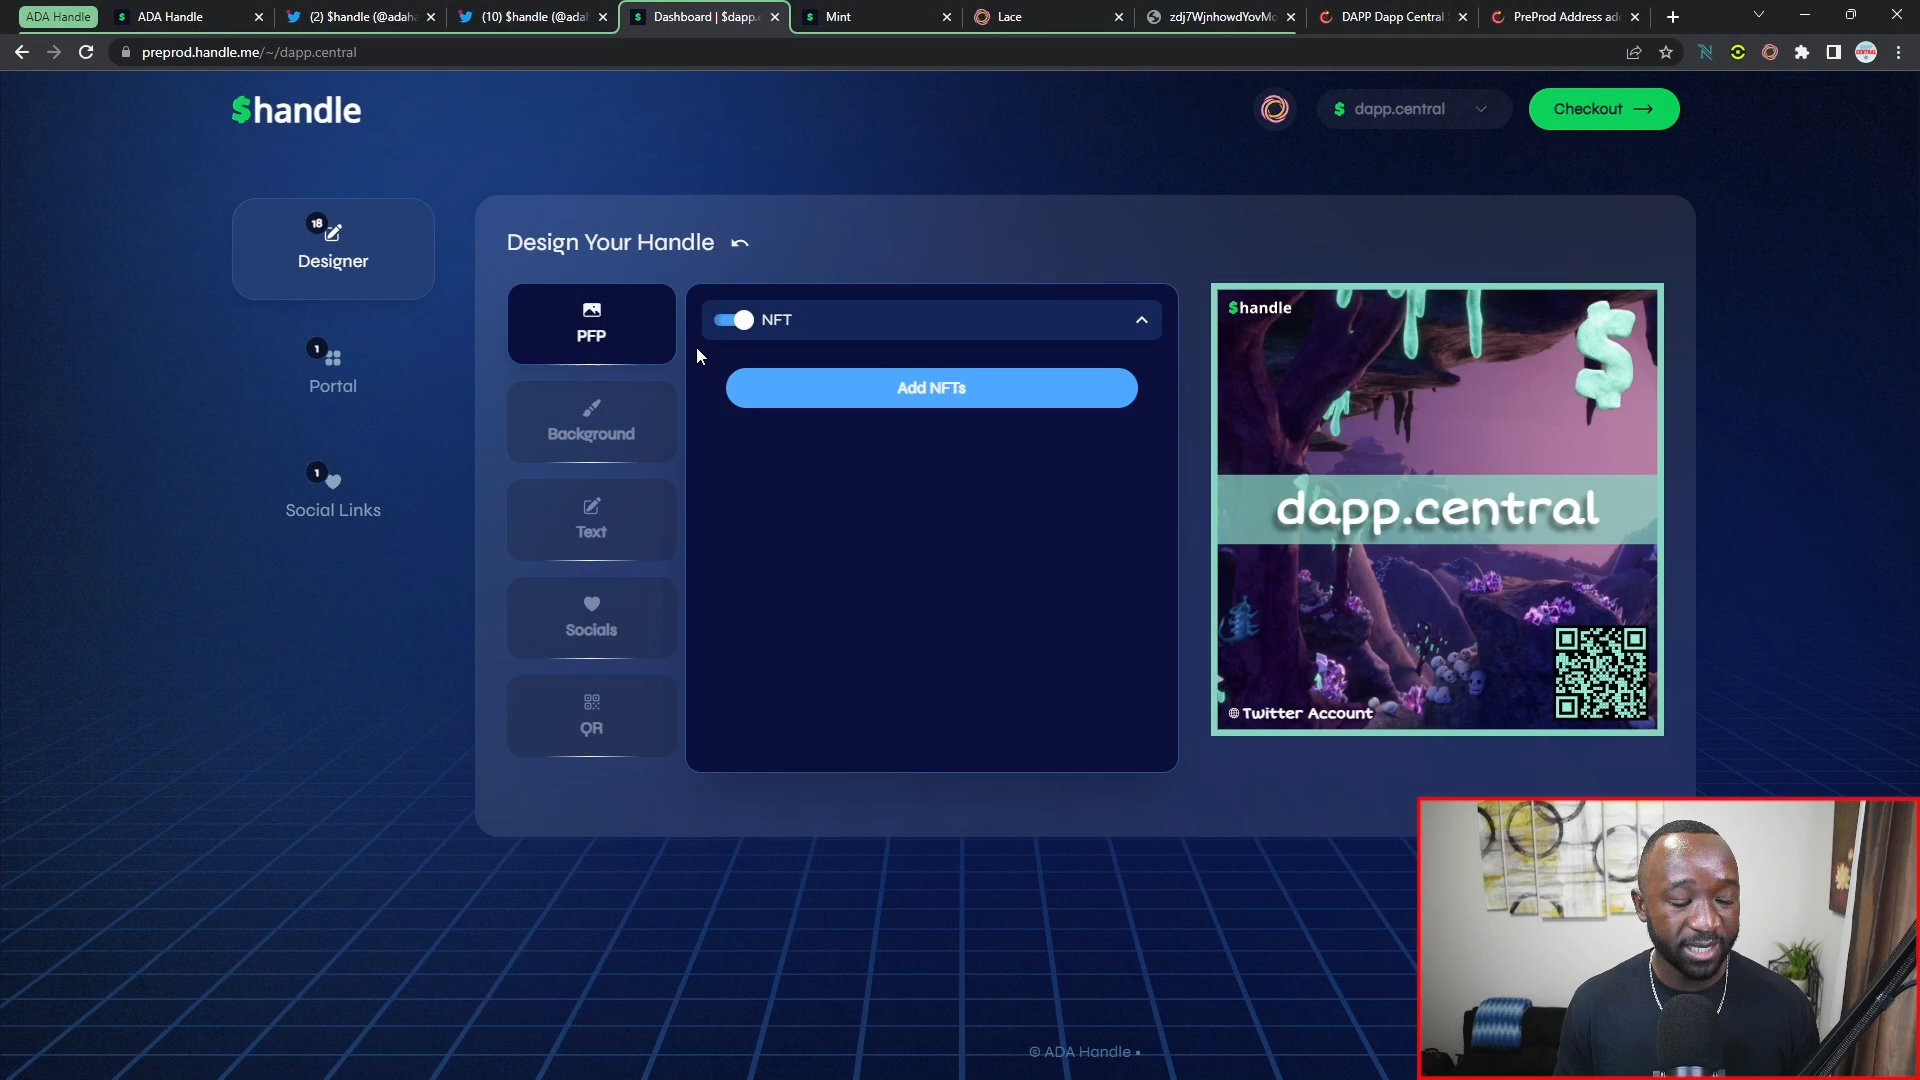 ADA Handle
ADA Handle
(2) $handle (@adaha
(10) $handle (@adah
Dashboard | $dapp.c
Mint
Lace
zdj7WjnhowdYovMo
DAPP Dapp Central
PreProd Address ad
preprod.handle.me/~/dapp.central
$handle
$ dapp.central
Checkout
18
Designer
1
Portal
1
Social Links
Design Your Handle
PFP
Background
Text
Socials
QR
NFT
Add NFTs
$handle
$
dapp.central
Twitter Account
© ADA Handle •